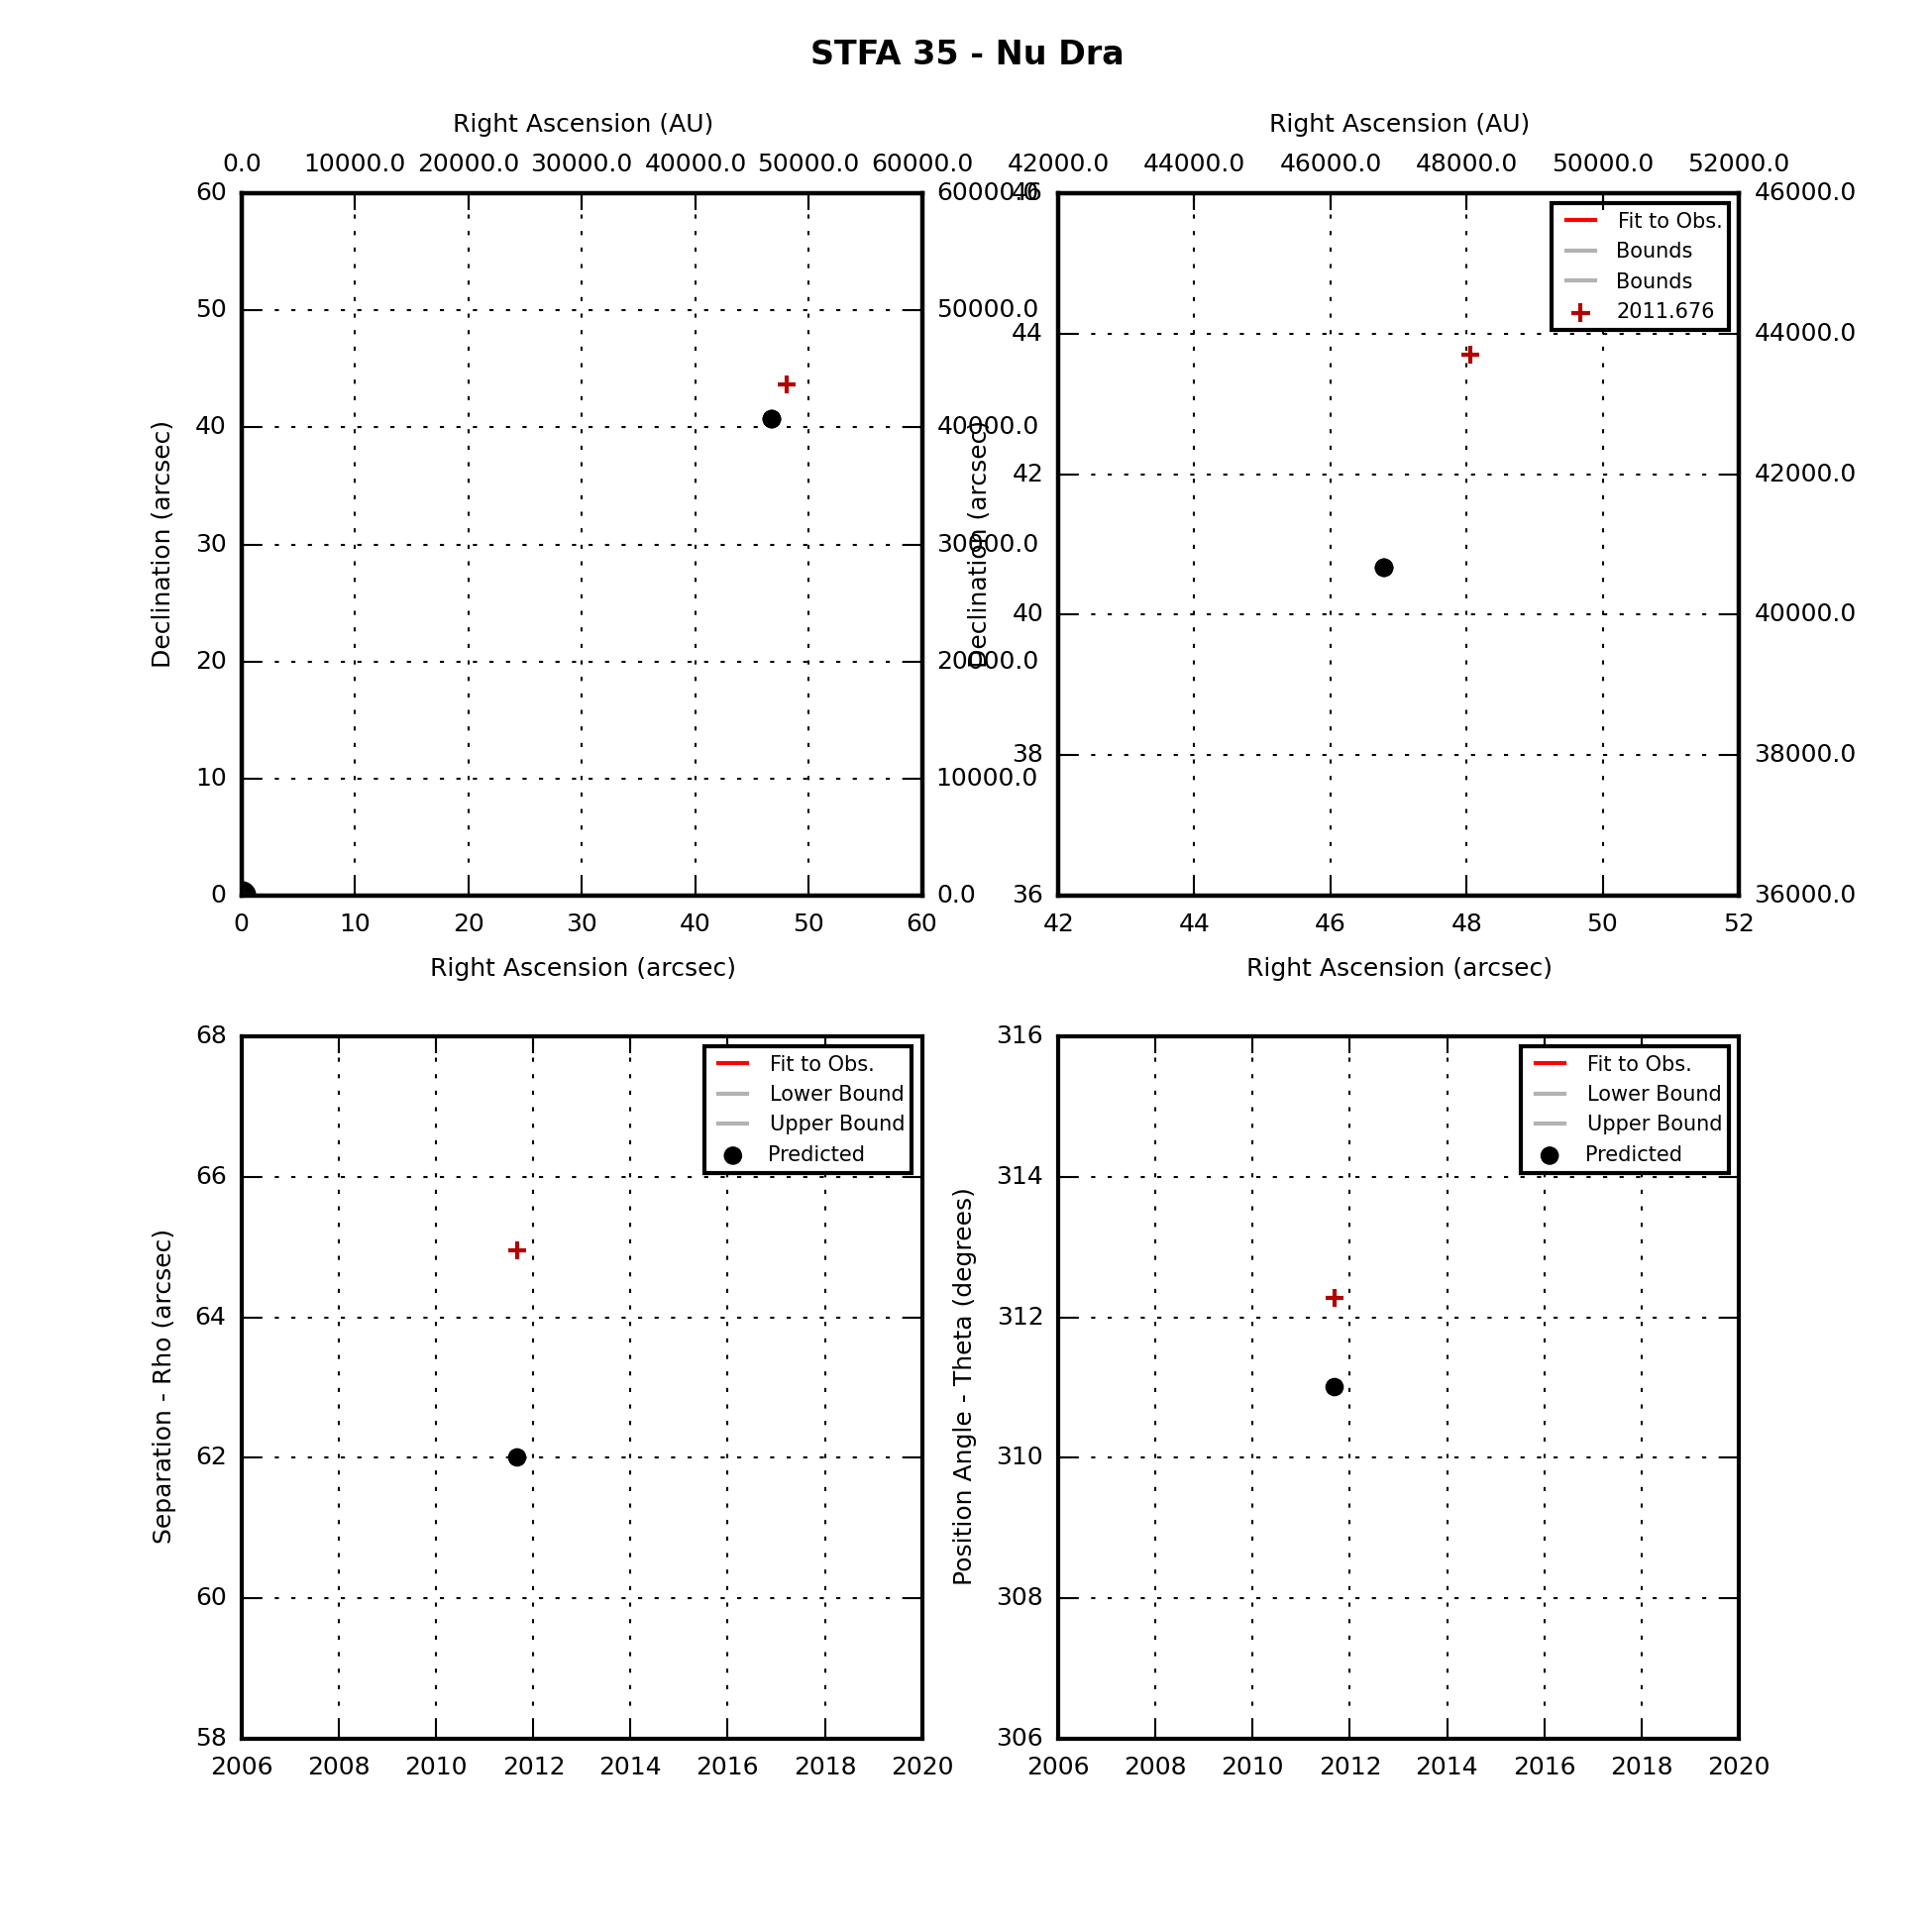 STFA 35 - Nu Dra
Right Ascension (AU)
0.0 10000.0 20000.0 30000.0 40000.0 50000.0 60000.0
60
50
40
30
20
10
0
Declination (arcsec)
60000.0
50000.0
40000.0
30000.0
20000.0
10000.0
0.0
0 10 20 30 40 50 60
Right Ascension (arcsec)
Right Ascension (AU)
42000.0 44000.0 46000.0 48000.0 50000.0 52000.0
46
44
42
40
38
36
Declination (arcsec)
Fit to Obs.
Bounds
Bounds
2011.676
46000.0
44000.0
42000.0
40000.0
38000.0
36000.0
42 44 46 48 50 52
Right Ascension (arcsec)
68
66
64
62
60
58
Separation - Rho (arcsec)
Fit to Obs.
Lower Bound
Upper Bound
Predicted
2006 2008 2010 2012 2014 2016 2018 2020
316
314
312
310
308
306
Position Angle - Theta (degrees)
Fit to Obs.
Lower Bound
Upper Bound
Predicted
2006 2008 2010 2012 2014 2016 2018 2020